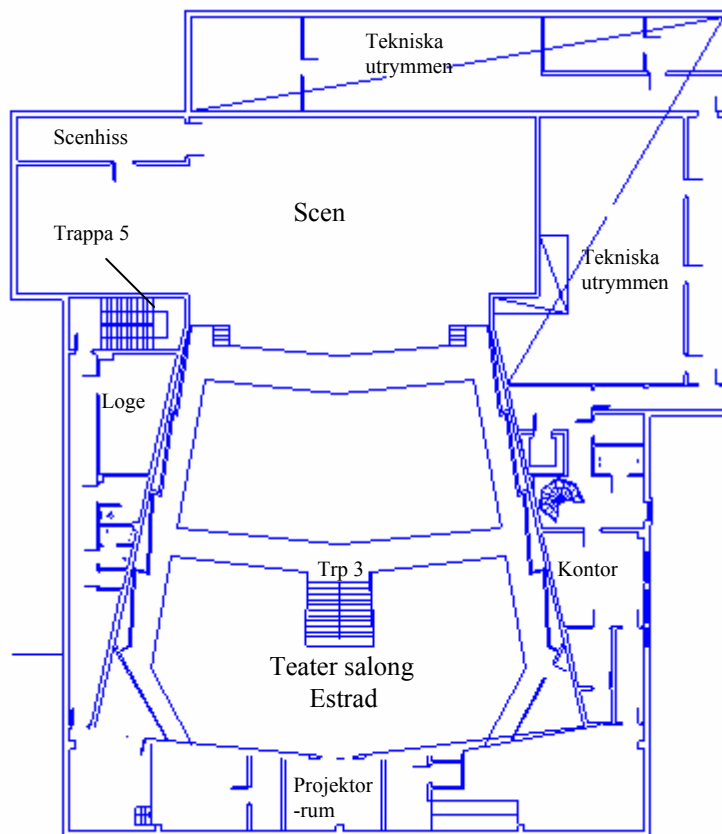 Tekniska
utrymmen
Scenhiss
Scen
Trappa 5
Tekniska
utrymmen
Loge
Trp 3
Kontor
Teater salong
Estrad
Projektor
-rum